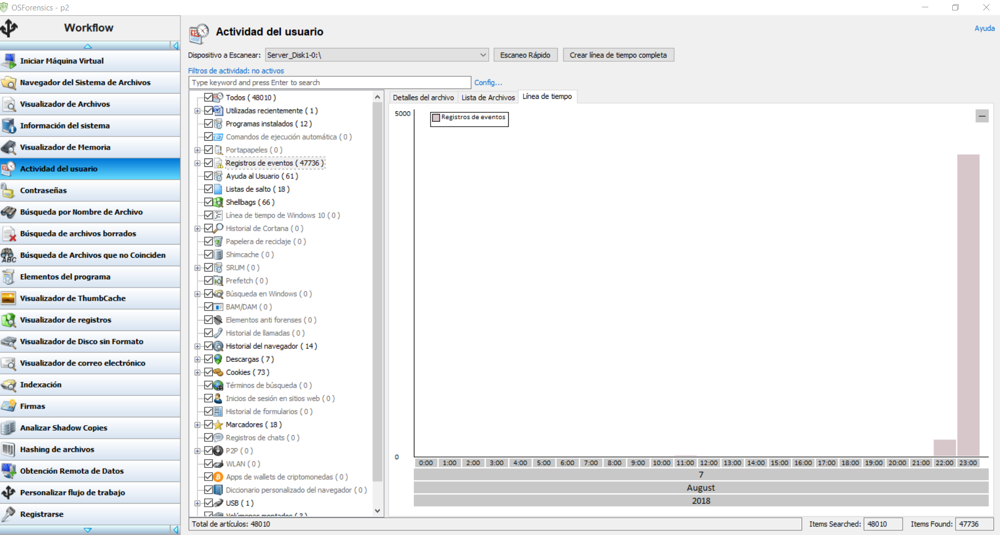 OSForensics - p2
Workflow
Iniciar Máquina Virtual
Navegador del Sistema de Archivos
Visualizador de Archivos
Información del sistema
Visualizador de Memoria
Actividad del usuario
Contraseñas
Búsqueda por Nombre de Archivo
Búsqueda de archivos borrados
Búsqueda de Archivos que no Coinciden
Elementos del programa
Visualizador de ThumbCache
Visualizador de registros
Visualizador de Disco sin Formato
Visualizador de correo electrónico
Indexación
Firmas
Analizar Shadow Copies
Hashing de archivos
Obtención Remota de Datos
Personalizar flujo de trabajo
Registrarse
Actividad del usuario
Ayuda
Dispositivo a Escanear: Server_Disk1-0:\ Escaneo Rápido Crear línea de tiempo completa
Filtros de actividad: no activos
Type keyword and press Enter to search Config...
Todos ( 48010 )
Utilizadas recientemente ( 1 )
Programas instalados ( 12 )
Comandos de ejecución automática ( 0 )
Portapapeles ( 0 )
Registros de eventos ( 47736 )
Ayuda al Usuario ( 61 )
Listas de salto ( 18 )
Shellbags ( 66 )
Línea de tiempo de Windows 10 ( 0 )
Historial de Cortana ( 0 )
Papelera de reciclaje ( 0 )
Shimcache ( 0 )
SRUM ( 0 )
Prefetch ( 0 )
Búsqueda en Windows ( 0 )
BAM/DAM ( 0 )
Elementos anti forenses ( 0 )
Historial de llamadas ( 0 )
Historial del navegador ( 14 )
Descargas ( 7 )
Cookies ( 73 )
Términos de búsqueda ( 0 )
Inicios de sesión en sitios web ( 0 )
Historial de formularios ( 0 )
Marcadores ( 18 )
Registros de chats ( 0 )
P2P ( 0 )
WLAN ( 0 )
Apps de wallets de criptomonedas ( 0 )
Diccionario personalizado del navegador ( 0 )
USB ( 1 )
Volúmenes montados ( 3 )
Detalles del archivo Lista de Archivos Línea de tiempo
5000
Registros de eventos
0
0:00 1:00 2:00 3:00 4:00 5:00 6:00 7:00 8:00 9:00 10:00 11:00 12:00 13:00 14:00 15:00 16:00 17:00 18:00 19:00 20:00 21:00 22:00 23:00
7
August
2018
Total de artículos: 48010 Items Searched: 48010 Items Found: 47736